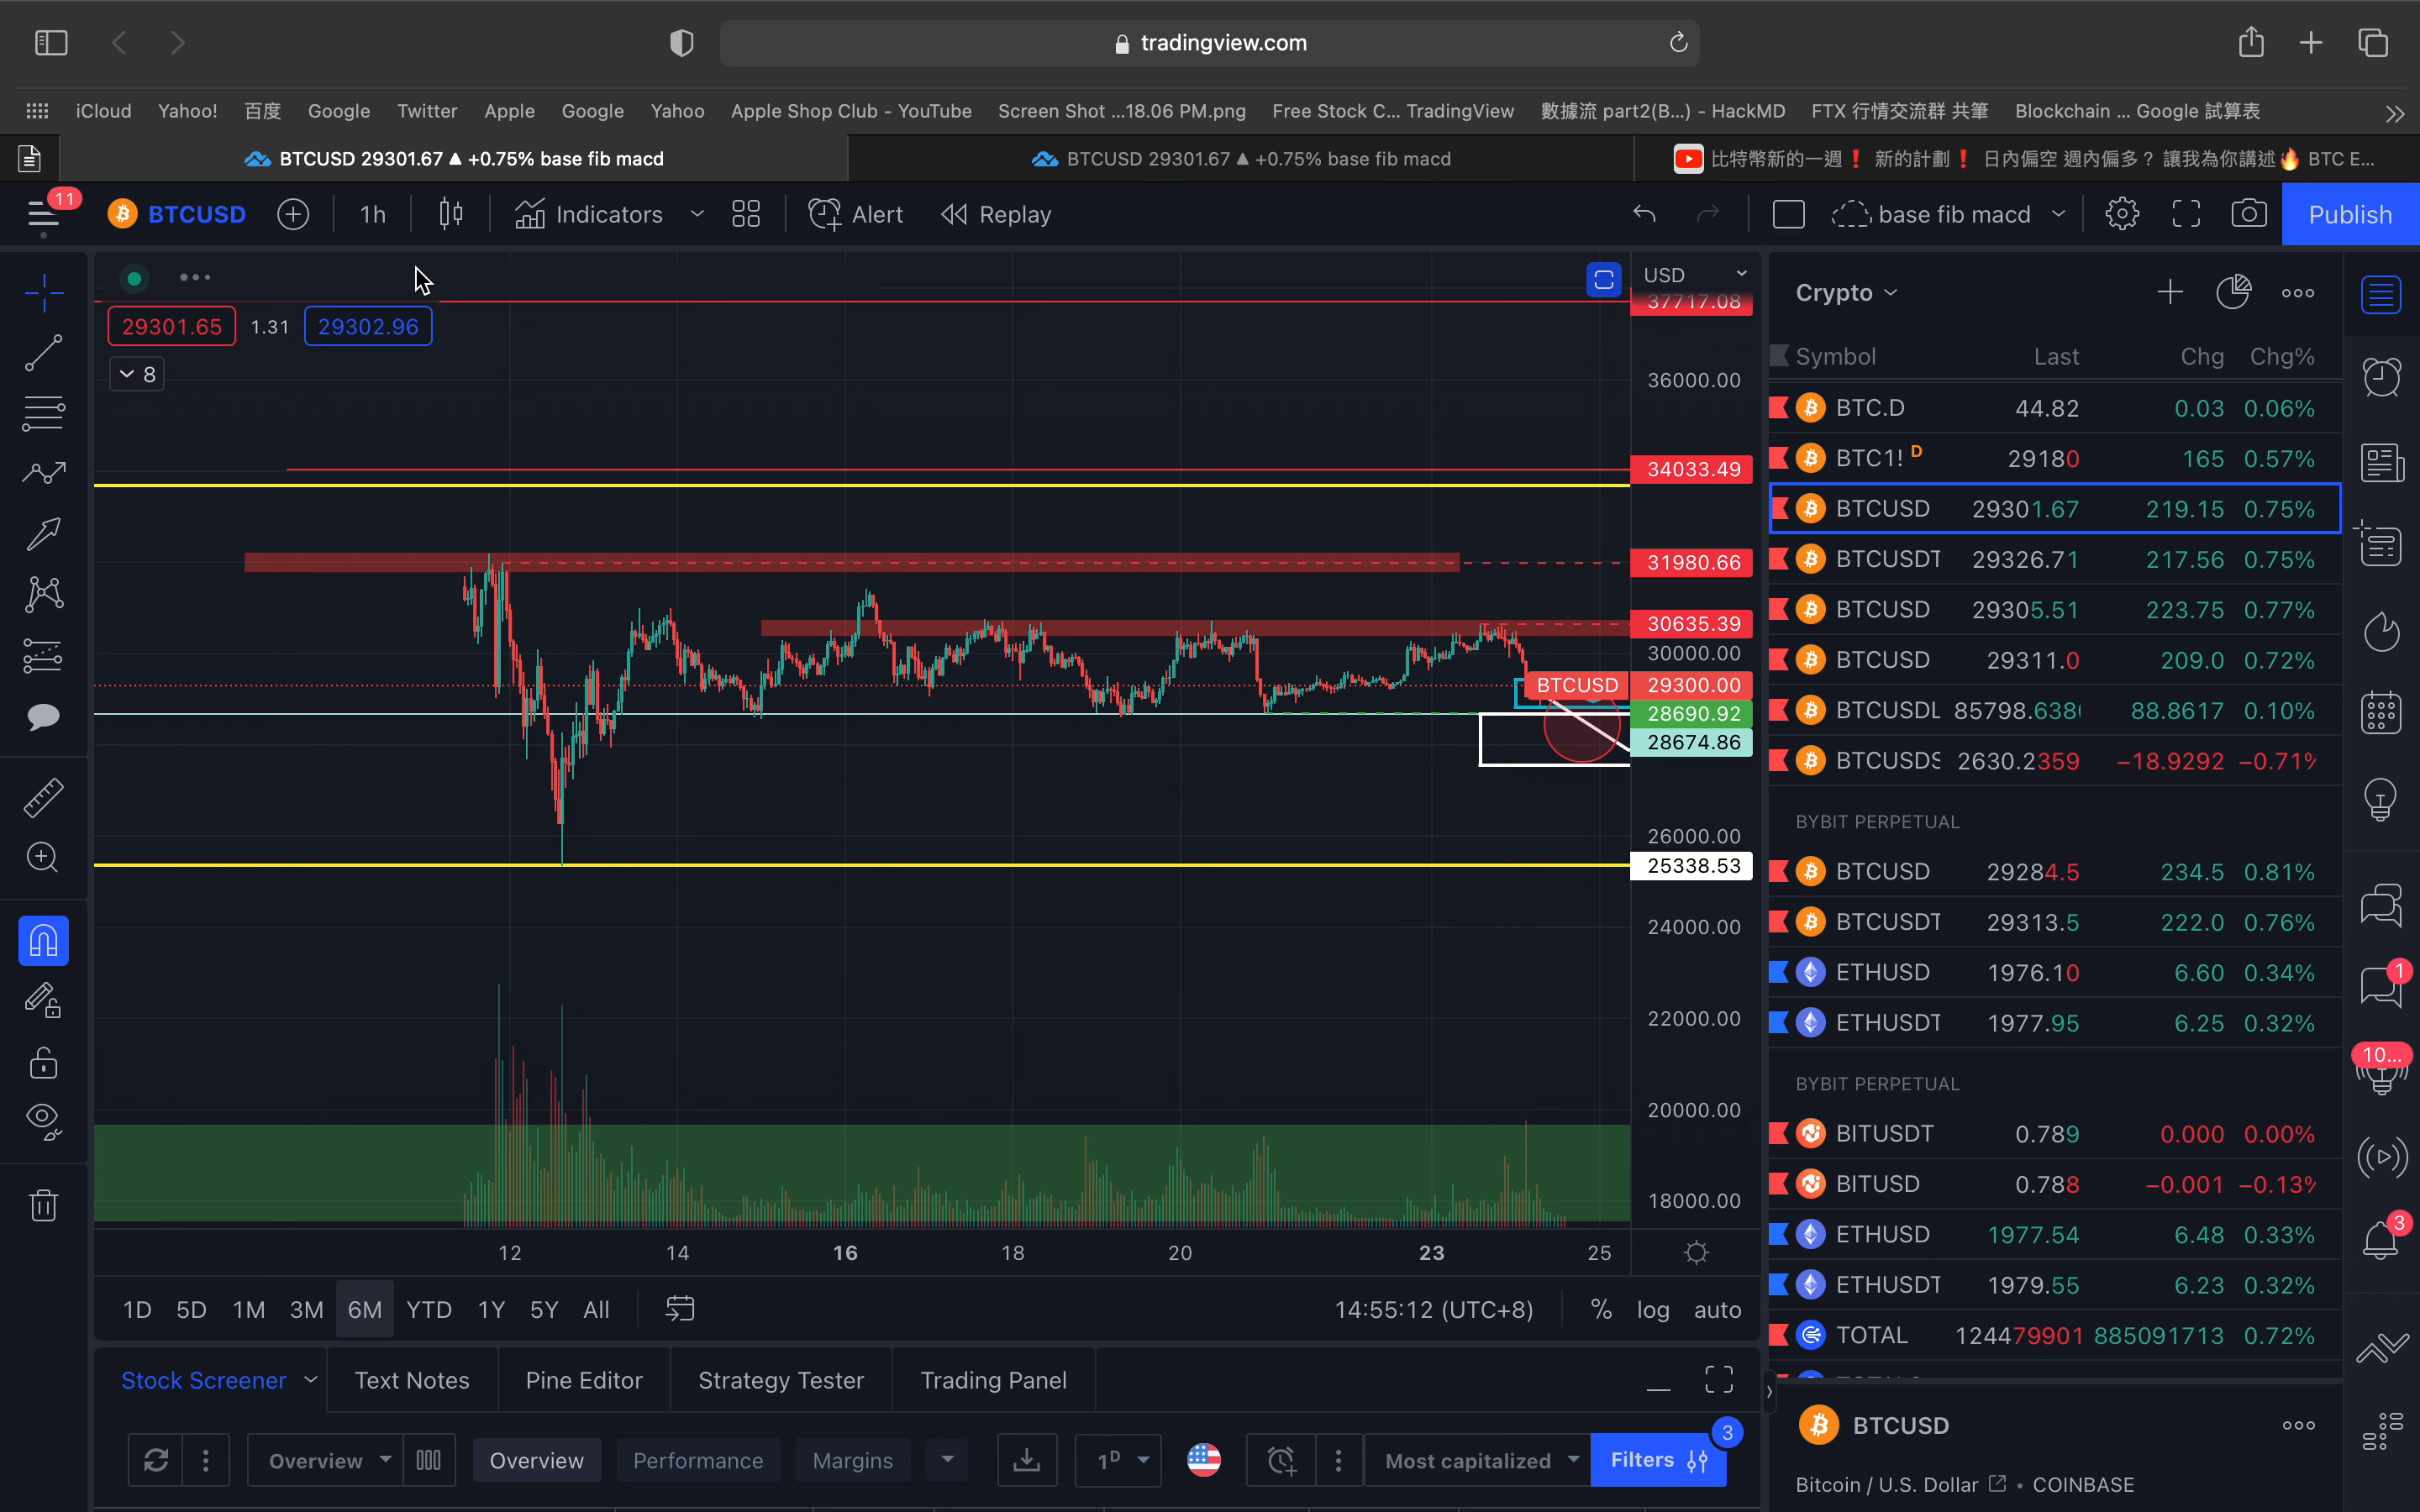 tradingview.com
iCloud Yahoo! 百度 Google Twitter Apple Google Yahoo Apple Shop Club - YouTube Screen Shot ...18.06 PM.png Free Stock C... TradingView 數據流 part2(B...) - HackMD FTX 行情交流群 共筆 Blockchain ... Google 試算表
BTCUSD 29301.67 ▲ +0.75% base fib macd
BTCUSD 29301.67 ▲ +0.75% base fib macd
比特幣新的一週❗ 新的計劃❗ 日內偏空 週內偏多? 讓我為你講述🔥 BTC E...
11 BTCUSD 1h Indicators Alert Replay base fib macd Publish
29301.65 1.31 29302.96
8
USD
37717.08
36000.00
34033.49
31980.66
30635.39
30000.00
BTCUSD 29300.00
28690.92
28674.86
26000.00
25338.53
24000.00
22000.00
20000.00
18000.00
12 14 16 18 20 23 25
1D 5D 1M 3M 6M YTD 1Y 5Y All 14:55:12 (UTC+8) % log auto
Stock Screener Text Notes Pine Editor Strategy Tester Trading Panel
Overview Overview Performance Margins 1D Most capitalized Filters 3
Crypto
Symbol Last Chg Chg%
BTC.D 44.82 0.03 0.06%
BTC1! D 29180 165 0.57%
BTCUSD 29301.67 219.15 0.75%
BTCUSDT 29326.71 217.56 0.75%
BTCUSD 29305.51 223.75 0.77%
BTCUSD 29311.0 209.0 0.72%
BTCUSDL 85798.638 88.8617 0.10%
BTCUSDS 2630.2359 −18.9292 −0.71%
BYBIT PERPETUAL
BTCUSD 29284.5 234.5 0.81%
BTCUSDT 29313.5 222.0 0.76%
ETHUSD 1976.10 6.60 0.34%
ETHUSDT 1977.95 6.25 0.32%
BYBIT PERPETUAL
BITUSDT 0.789 0.000 0.00%
BITUSD 0.788 −0.001 −0.13%
ETHUSD 1977.54 6.48 0.33%
ETHUSDT 1979.55 6.23 0.32%
TOTAL 124479901 885091713 0.72%
BTCUSD
Bitcoin / U.S. Dollar • COINBASE
1
10...
3